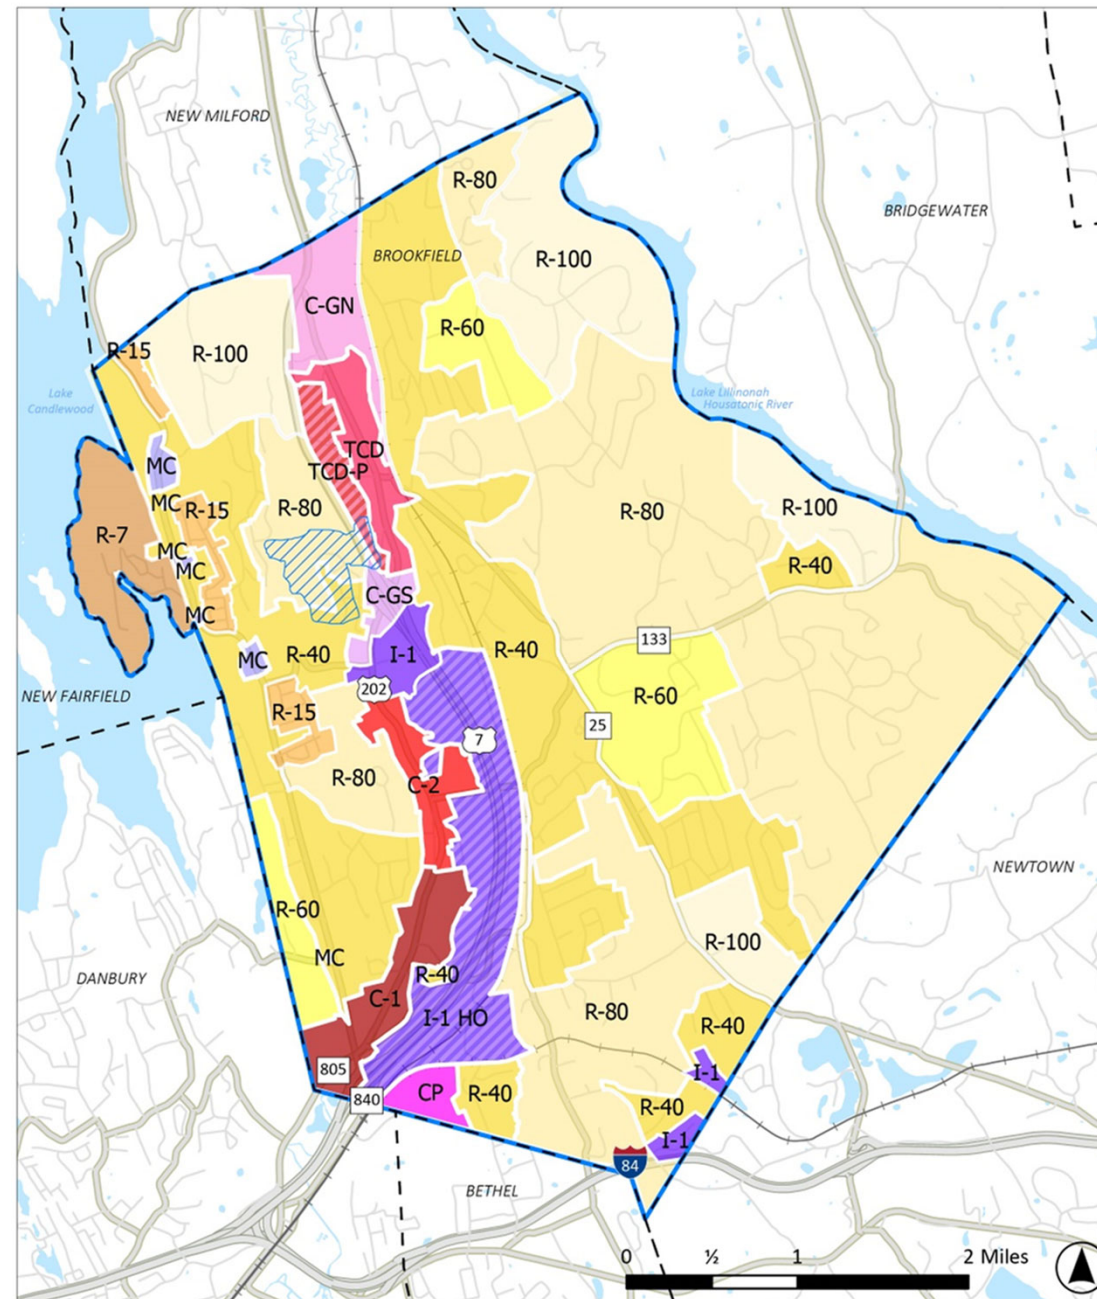 NEW MILFORD
R-80
BRIDGEWATER
BROOKFIELD
R-100
C-GN
R-60
R-15
R-100
Lake
Candlewood
Lake Lillinonah
Housatonic River
TCD
TCD-P
MC
MC
R-15
R-80
R-80
R-100
R-7
MC
MC
R-40
C-GS
MC
133
MC
R-40
I-1
R-40
202
NEW FAIRFIELD
R-60
R-15
25
7
R-80
C-2
NEWTOWN
R-60
R-100
MC
DANBURY
R-40
C-1
I-1 HO
R-80
R-40
805
I-1
CP
R-40
840
R-40
I-1
84
BETHEL
0
½
1
2 Miles